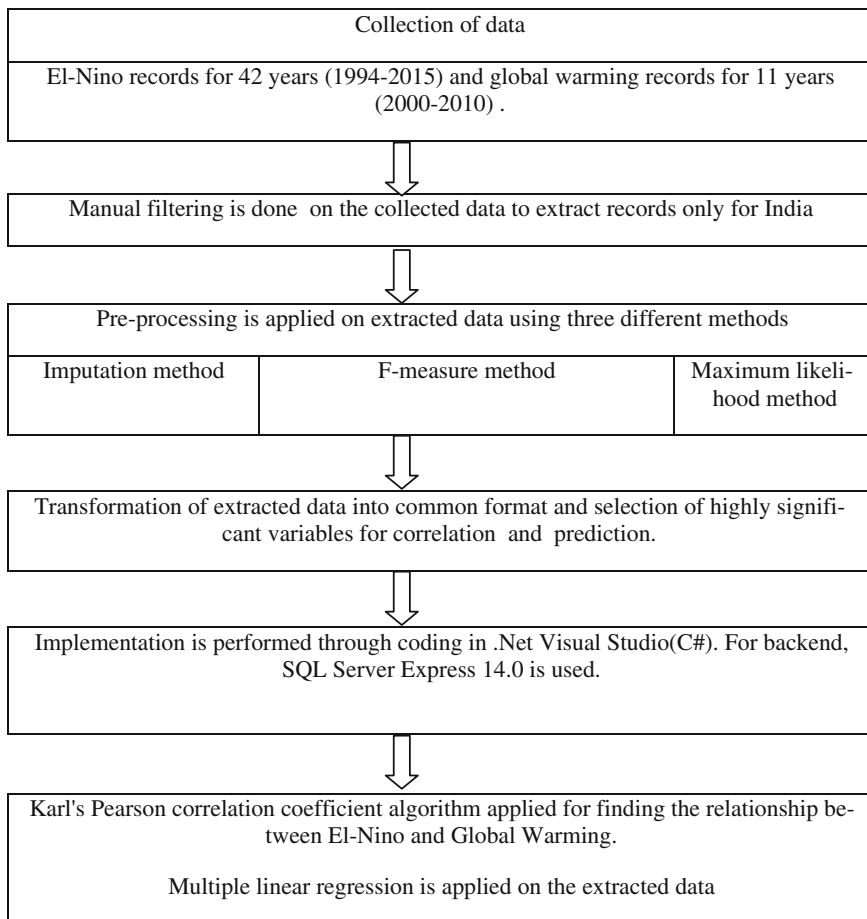 Collection of data
El-Nino records for 42 years (1994-2015) and global warming records for 11 years
(2000-2010) .
Manual filtering is done on the collected data to extract records only for India
Pre-processing is applied on extracted data using three different methods
Imputation method
F-measure method
Maximum likeli-
hood method
Transformation of extracted data into common format and selection of highly signifi-
cant variables for correlation and prediction.
Implementation is performed through coding in .Net Visual Studio(C#). For backend,
SQL Server Express 14.0 is used.
Karl's Pearson correlation coefficient algorithm applied for finding the relationship be-
tween El-Nino and Global Warming.
Multiple linear regression is applied on the extracted data